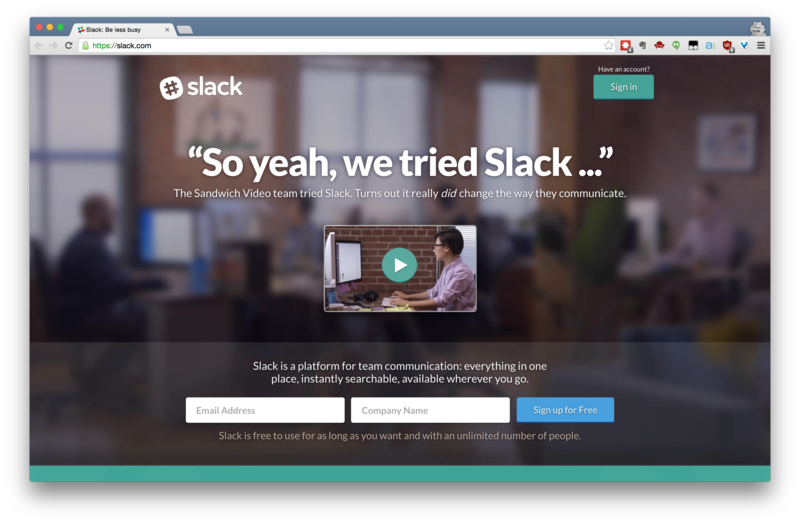 Slack: Be less busy
https://slack.com
Have an account?
slack
Sign in
“So yeah, we tried Slack ...”
The Sandwich Video team tried Slack. Turns out it really did change the way they communicate.
Slack is a platform for team communication: everything in one
place, instantly searchable, available wherever you go.
Email Address
Company Name
Sign up for Free
Slack is free to use for as long as you want and with an unlimited number of people.